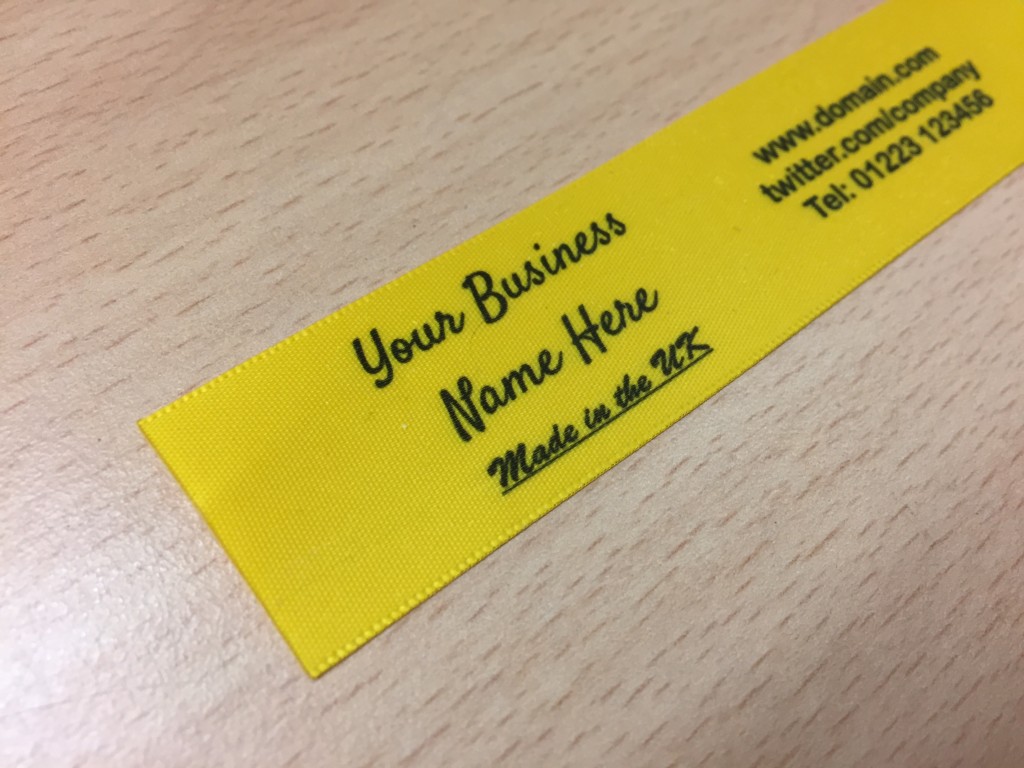 Your Business
Name Here
Made in the UK
www.domain.com
twitter.com/company
Tel: 01223 123456